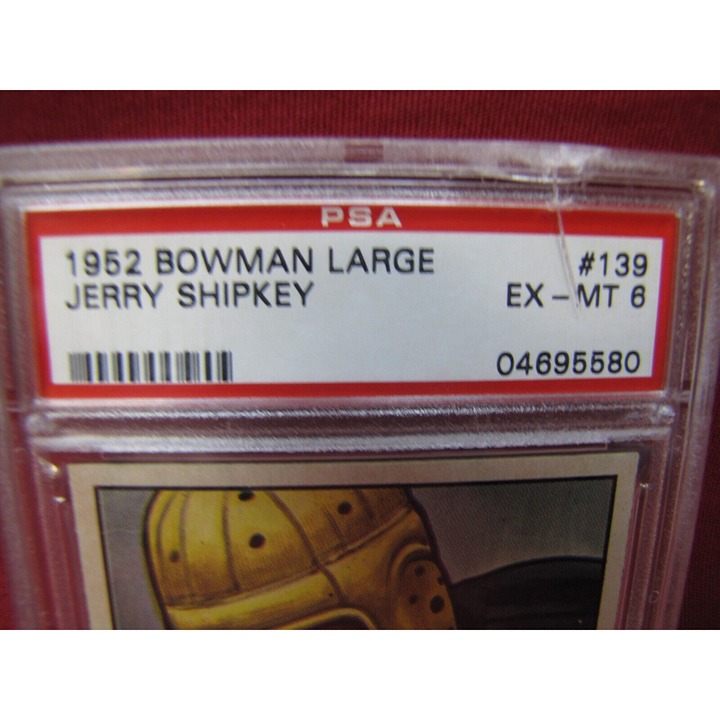 PSA
1952 BOWMAN LARGE #139
JERRY SHIPKEY EX-MT 6
04695580